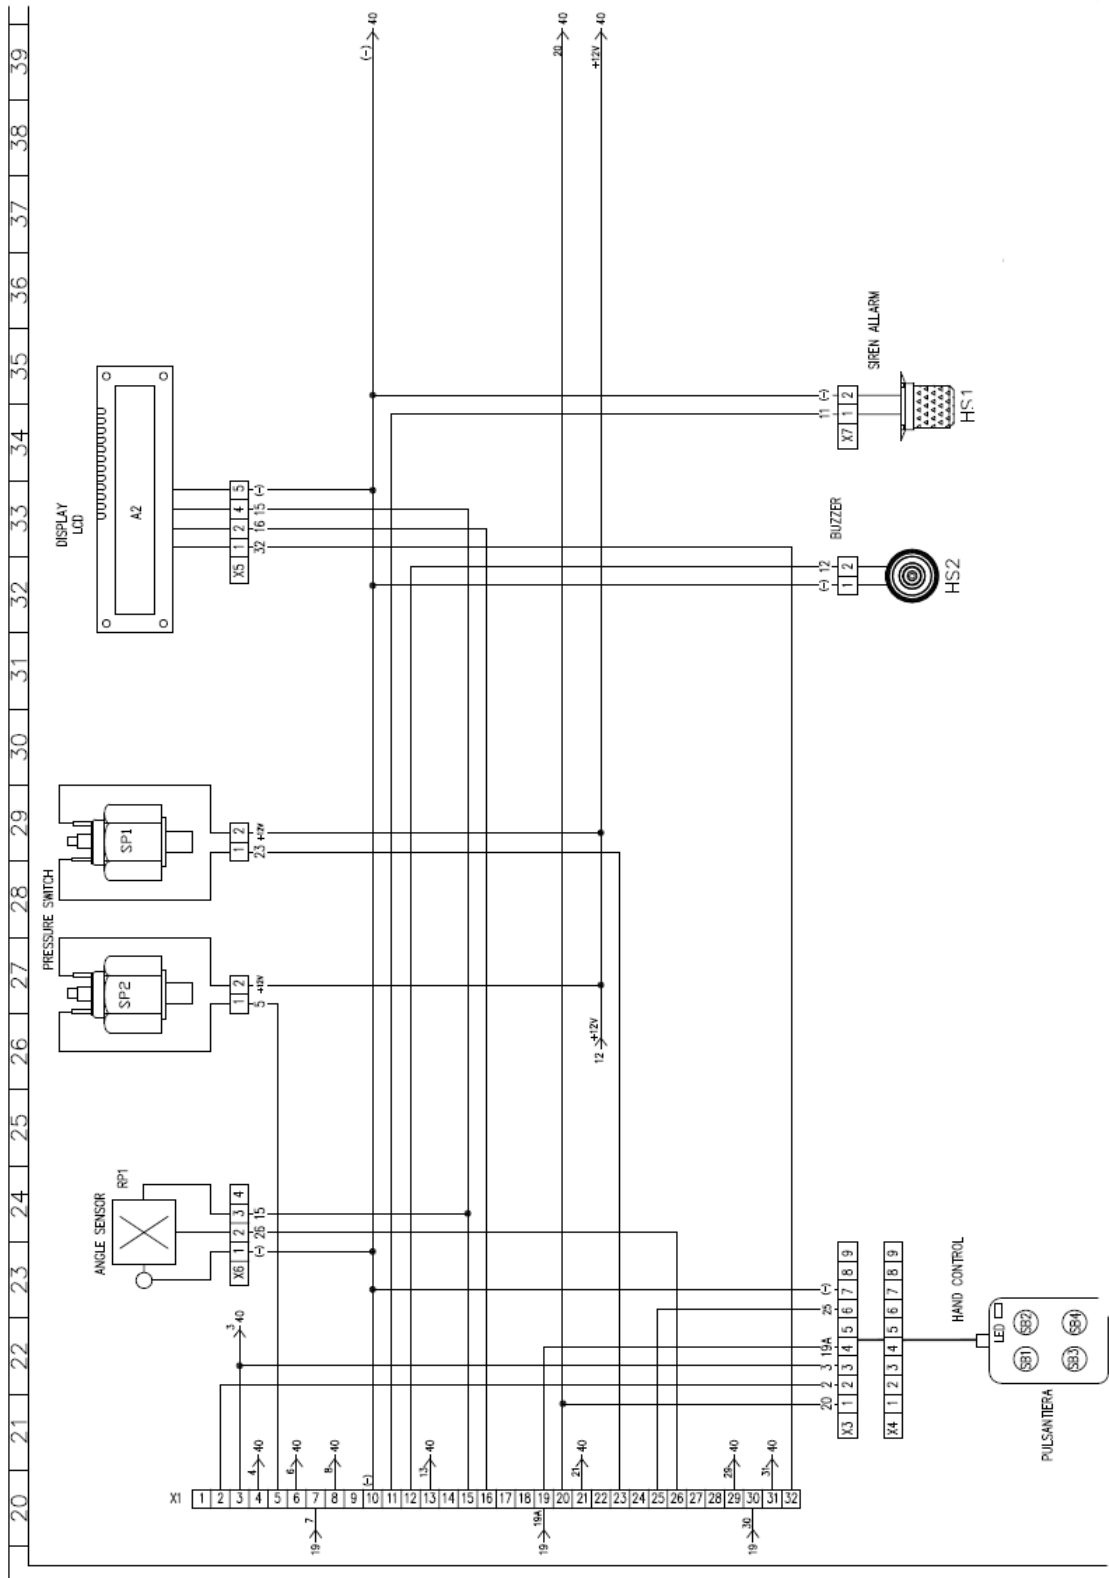 39
38
37
36
35
34
33
32
31
30
29
28
27
26
25
24
23
22
21
20
(-) 40
20 40
+12V 40
DISPLAY
LCD
A2
X5 1 2 4 5
32 16 15 (-)
PRESSURE SWITCH
SP1
1 2
23 +12V
SP2
1 2
5 +12V
12 +12V
ANGLE SENSOR
RP1
X6 1 2 3 4
(-) 26 15
SIREN ALLARM
11 (-)
X7 1 2
HS1
BUZZER
(-) 12
1 2
HS2
3 40
4 40
6 40
8 40
(-)
13 40
21 40
29 40
31 40
X1 1 2 3 4 5 6 7 8 9 10 11 12 13 14 15 16 17 18 19 20 21 22 23 24 25 26 27 28 29 30 31 32
19 7
19 19A
19 30
20 2 3 19A 25 (-)
X3 1 2 3 4 5 6 7 8 9
X4 1 2 3 4 5 6 7 8 9
HAND CONTROL
LED
SB1 SB2
SB3 SB4
PULSANTIERA